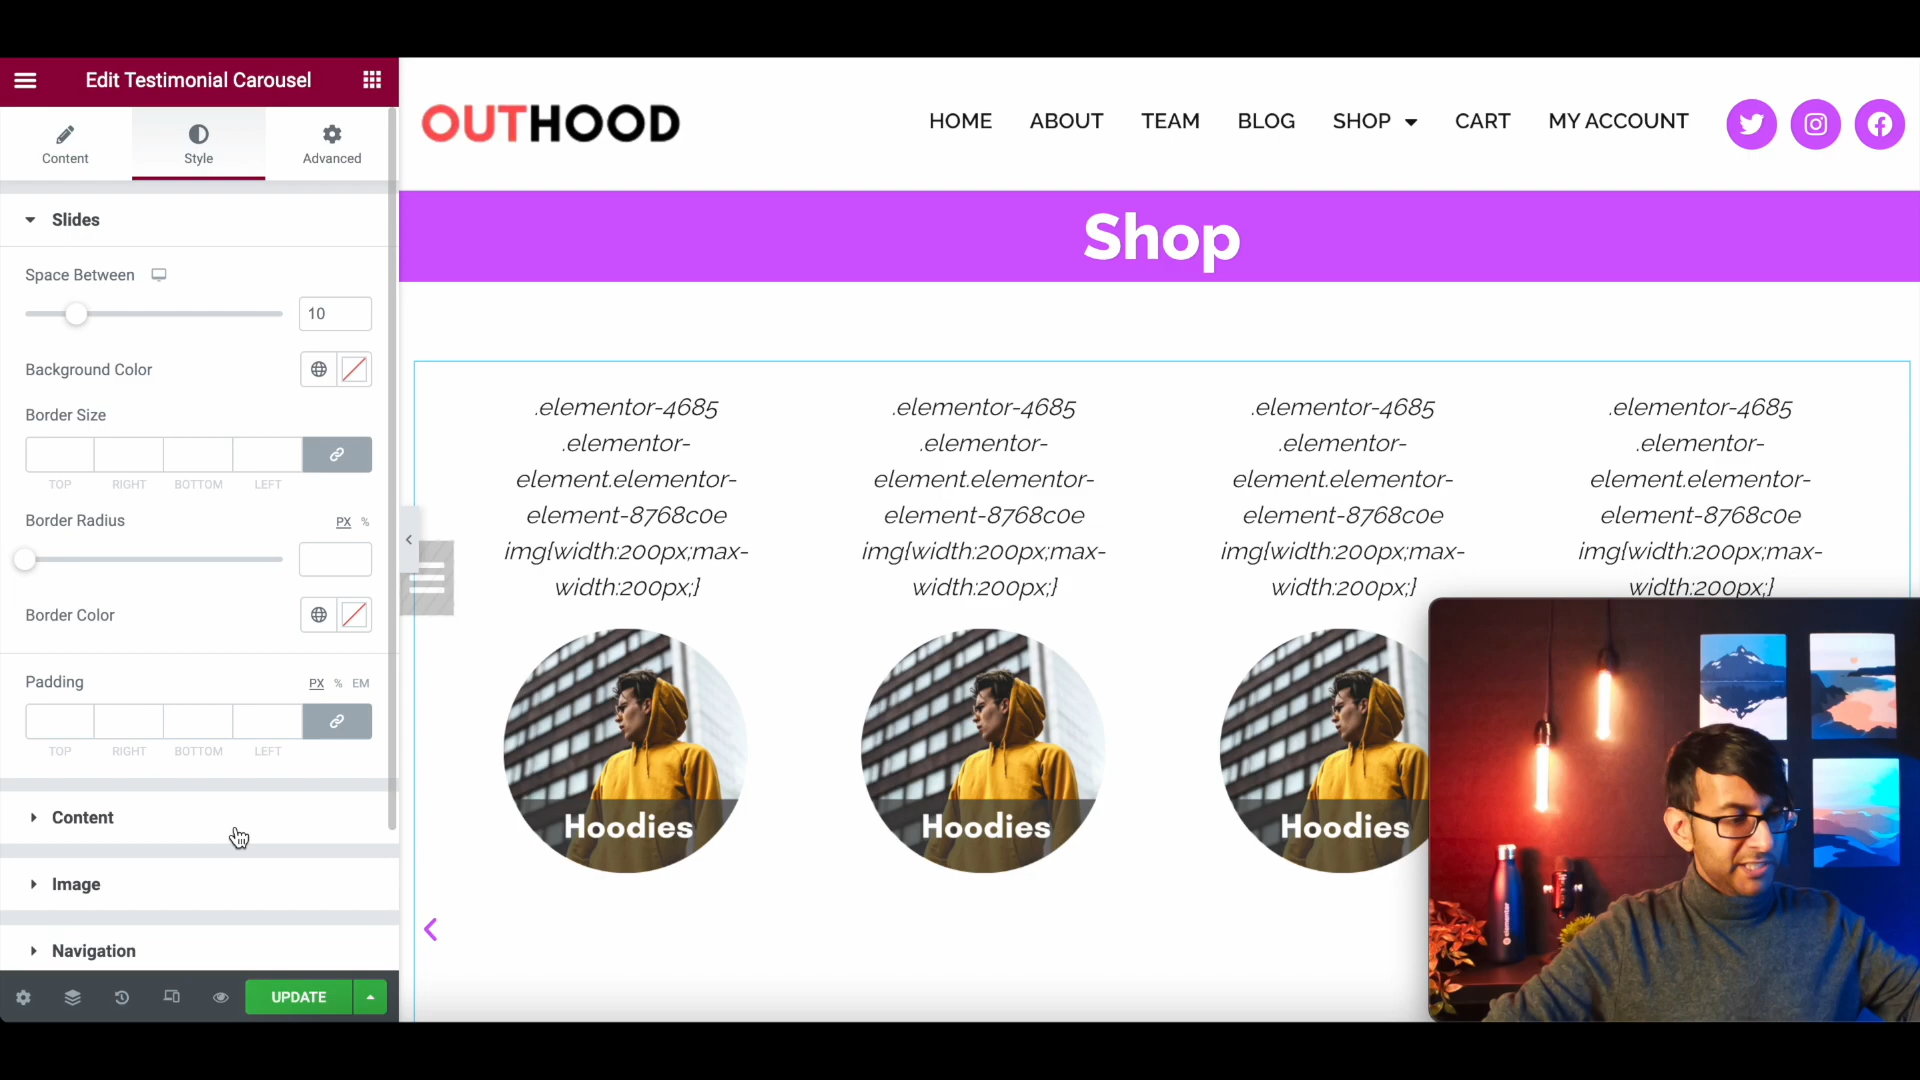 Edit Testimonial Carousel
Content
Style
Advanced
Slides
Space Between
10
Background Color
Border Size
TOP RIGHT BOTTOM LEFT
Border Radius PX %
Border Color
Padding PX % EM
TOP RIGHT BOTTOM LEFT
Content
Image
Navigation
UPDATE
OUTHOOD
HOME ABOUT TEAM BLOG SHOP CART MY ACCOUNT
Shop
.elementor-4685
.elementor-
element.elementor-
element-8768c0e
img{width:200px;max-
width:200px;}
Hoodies
.elementor-4685
.elementor-
element.elementor-
element-8768c0e
img{width:200px;max-
width:200px;}
Hoodies
.elementor-4685
.elementor-
element.elementor-
element-8768c0e
img{width:200px;max-
width:200px;}
Hoodies
.elementor-4685
.elementor-
element.elementor-
element-8768c0e
img{width:200px;max-
width:200px;}
elementor